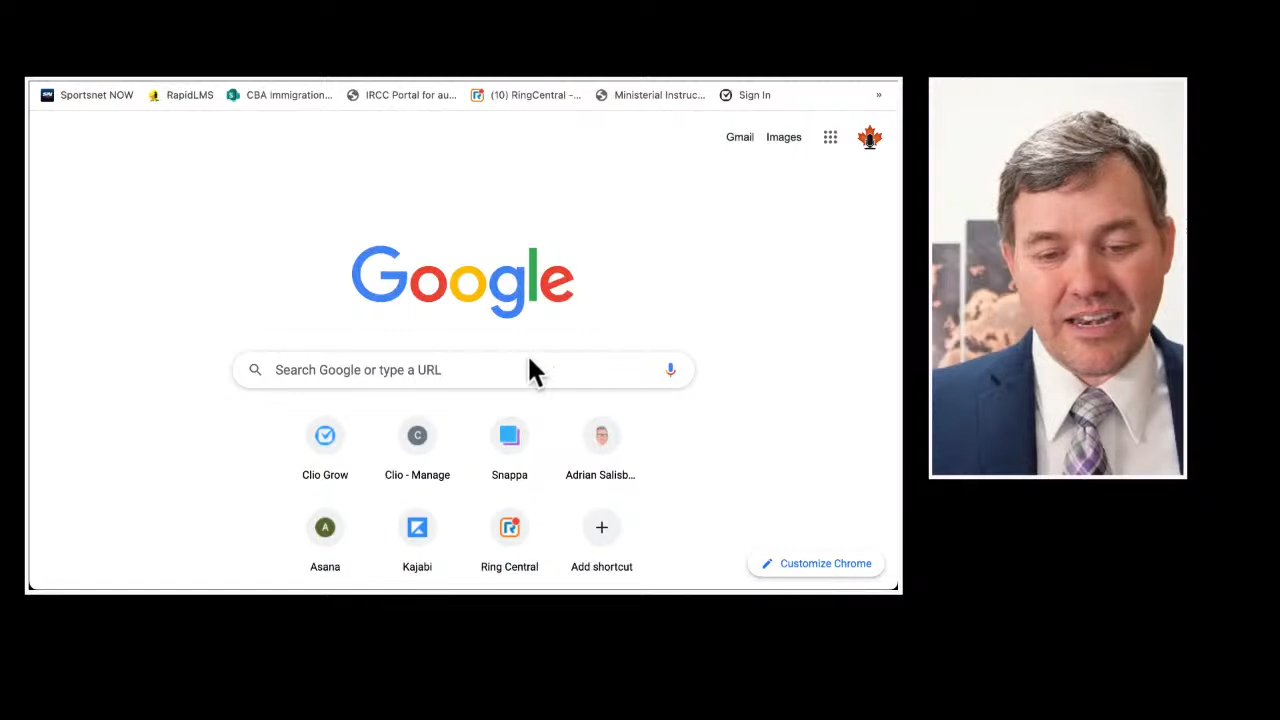 Sportsnet NOW RapidLMS CBA Immigration... IRCC Portal for au... (10) RingCentral -... Ministerial Instruc... Sign In »
Gmail Images
Google
Search Google or type a URL
Clio Grow C Clio - Manage Snappa Adrian Salisb...
A Asana Kajabi Ring Central Add shortcut
Customize Chrome